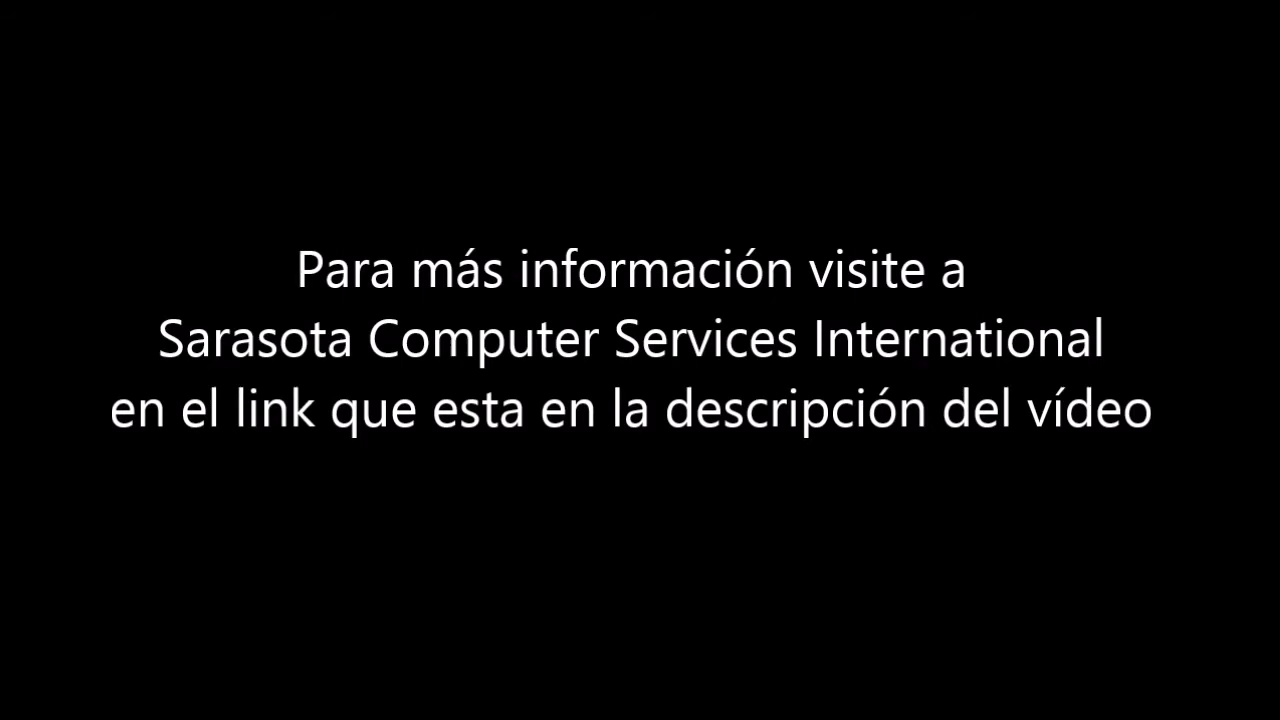 Para más información visite a
Sarasota Computer Services International
en el link que esta en la descripción del vídeo